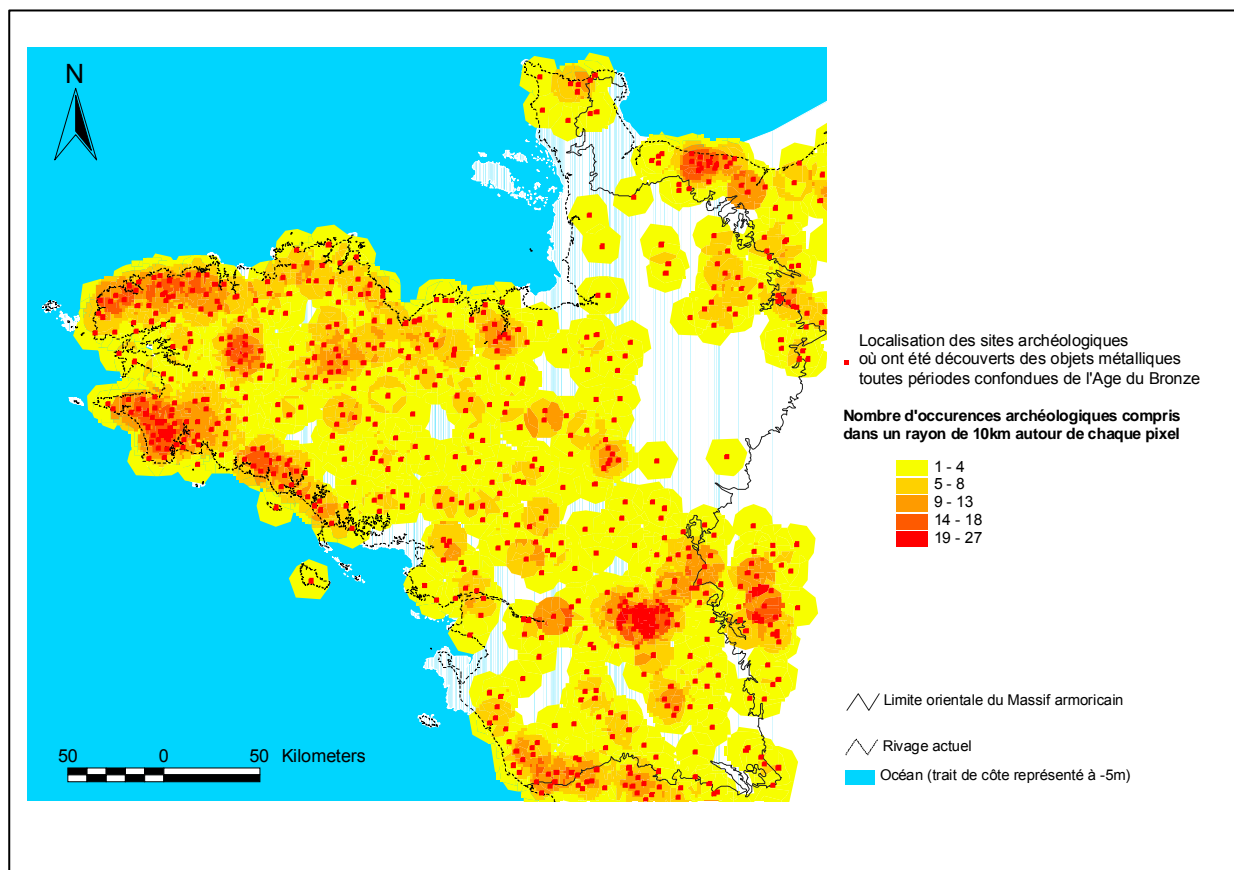 N
Localisation des sites archéologiques
où ont été découverts des objets métalliques
toutes périodes confondues de l'Age du Bronze
Nombre d'occurences archéologiques compris
dans un rayon de 10km autour de chaque pixel
1 - 4
5 - 8
9 - 13
14 - 18
19 - 27
Limite orientale du Massif armoricain
Rivage actuel
Océan (trait de côte représenté à -5m)
50 0 50 Kilometers